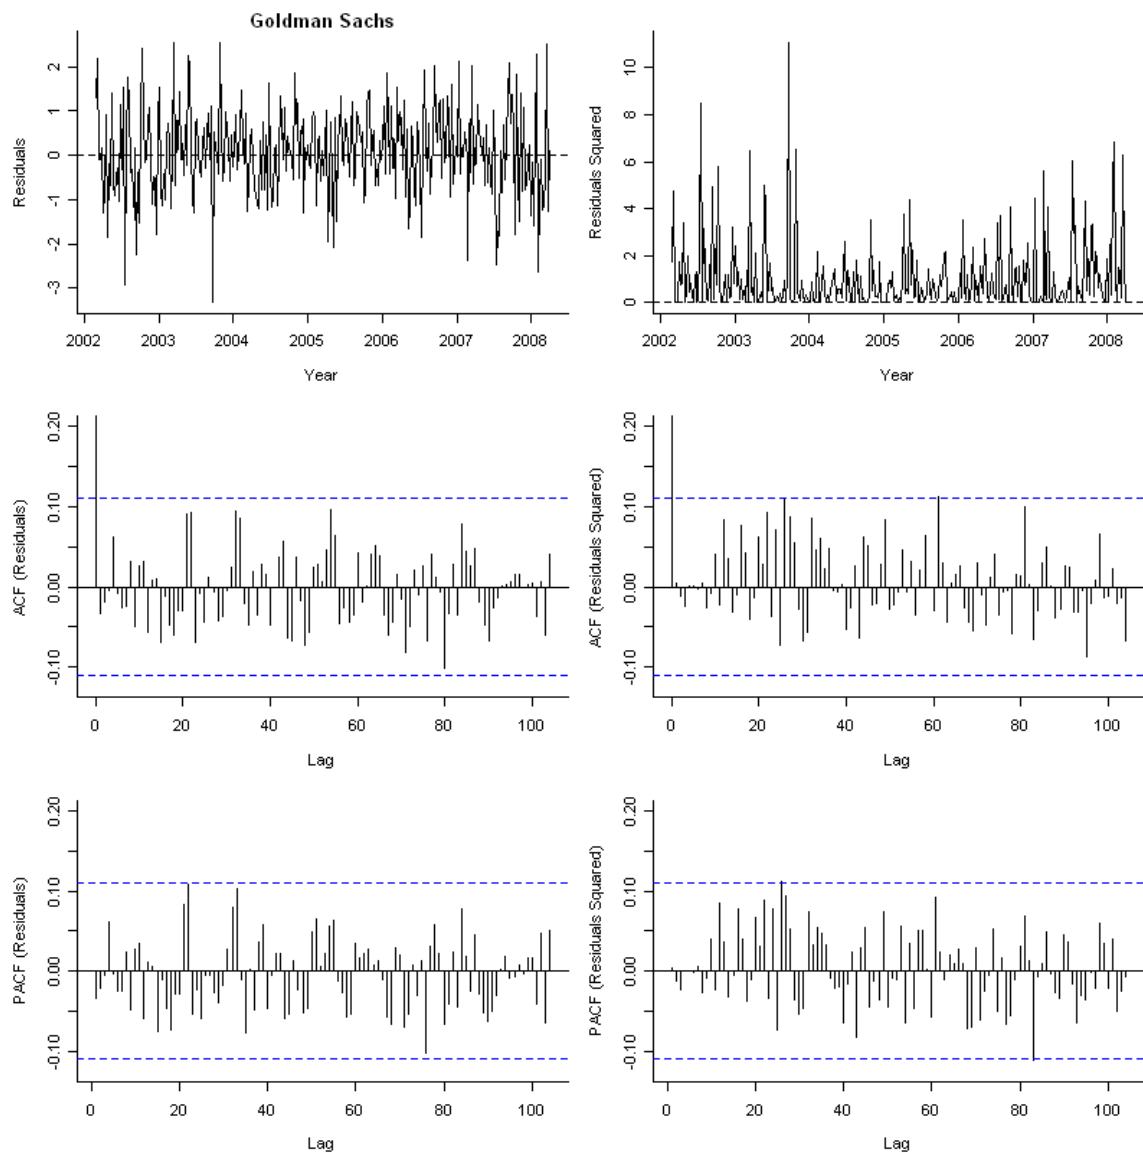 Goldman Sachs
Residuals
2
1
0
-1
-2
-3
2002 2003 2004 2005 2006 2007 2008
Year
Residuals Squared
10
8
6
4
2
0
2002 2003 2004 2005 2006 2007 2008
Year
ACF (Residuals)
0.20
0.10
0.00
-0.10
0 20 40 60 80 100
Lag
ACF (Residuals Squared)
0.20
0.10
0.00
-0.10
0 20 40 60 80 100
Lag
PACF (Residuals)
0.20
0.10
0.00
-0.10
0 20 40 60 80 100
Lag
PACF (Residuals Squared)
0.20
0.10
0.00
-0.10
0 20 40 60 80 100
Lag